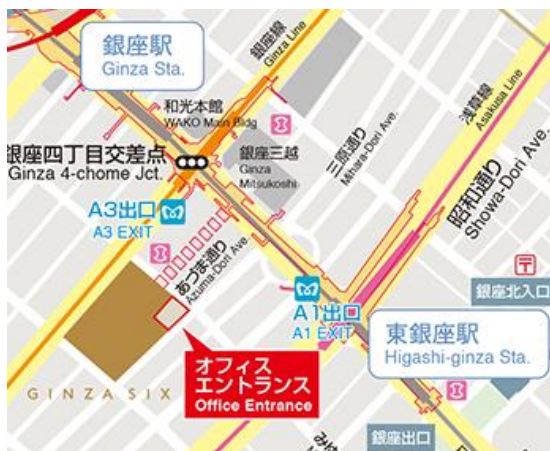 銀座駅
Ginza Sta.
銀座線
Ginza Line
和光本館
WAKO Main Bldg
浅草線
Asakusa Line
銀座四丁目交差点
Ginza 4-chome Jct.
銀座三越
Ginza
Mitsukoshi
三原通り
Mihara-Dori Ave.
昭和通り
Showa-Dori Ave.
A3出口
A3 EXIT
あづま通り
Azuma-Dori Ave.
A1出口
A1 EXIT
銀座北入口
東銀座駅
Higashi-ginza Sta.
オフィス
エントランス
Office Entrance
GINZA SIX
銀座出口
みゆ